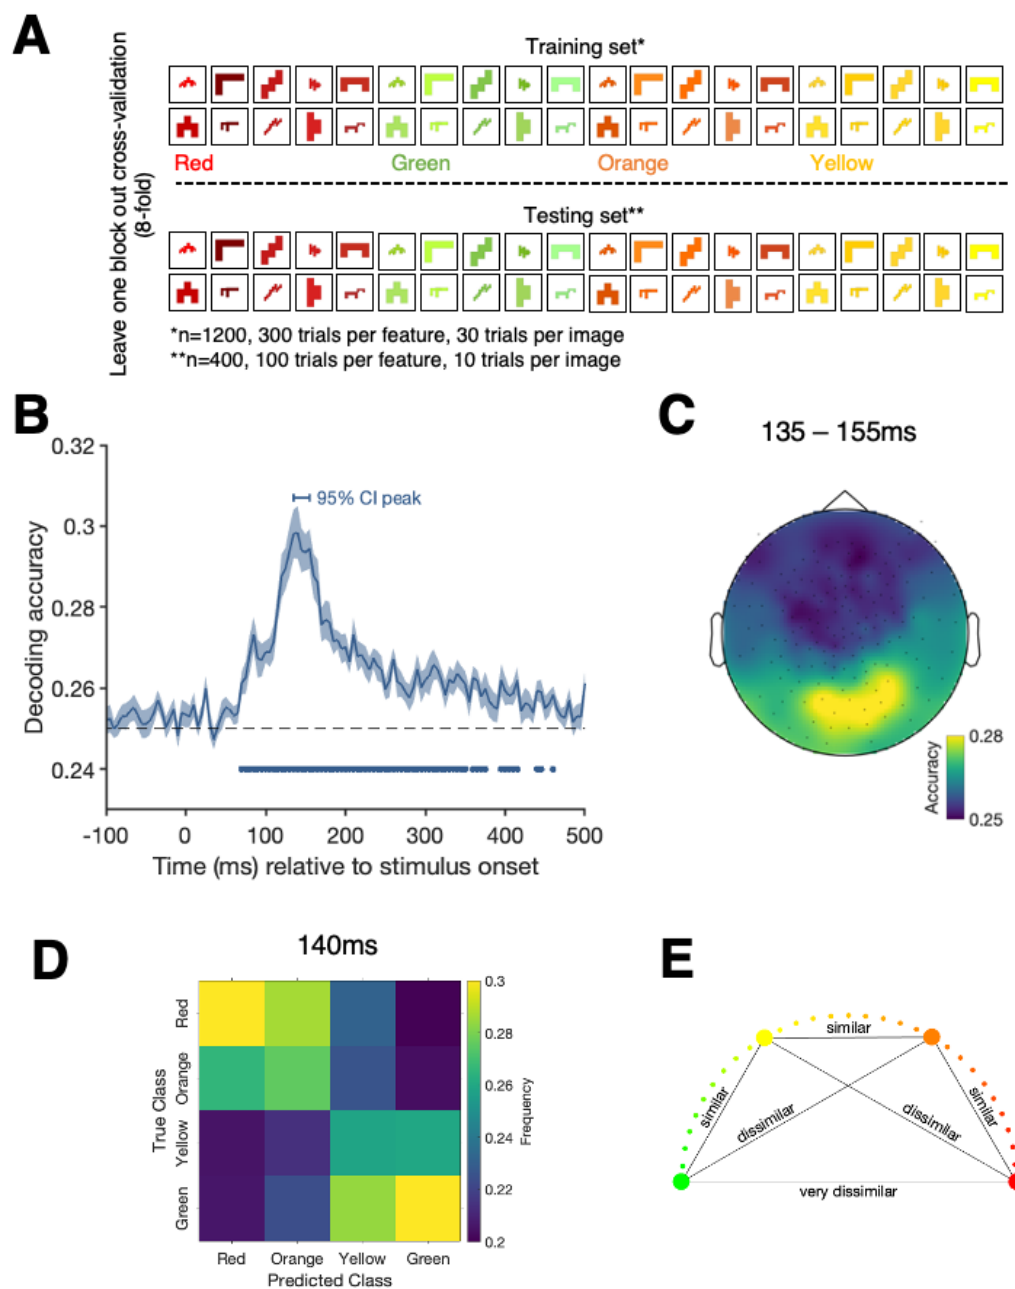 A
Leave one block out cross-validation
(8-fold)
Training set*
Red Green Orange Yellow
Testing set**
*n=1200, 300 trials per feature, 30 trials per image
**n=400, 100 trials per feature, 10 trials per image
B
Decoding accuracy
0.32
0.3
0.28
0.26
0.24
95% CI peak
-100 0 100 200 300 400 500
Time (ms) relative to stimulus onset
C
135 – 155ms
Accuracy
0.28
0.25
D
140ms
True Class
Red
Orange
Yellow
Green
Red Orange Yellow Green
Predicted Class
0.3
0.28
0.26
0.24
0.22
0.2
Frequency
E
similar
similar
similar
dissimilar
dissimilar
very dissimilar